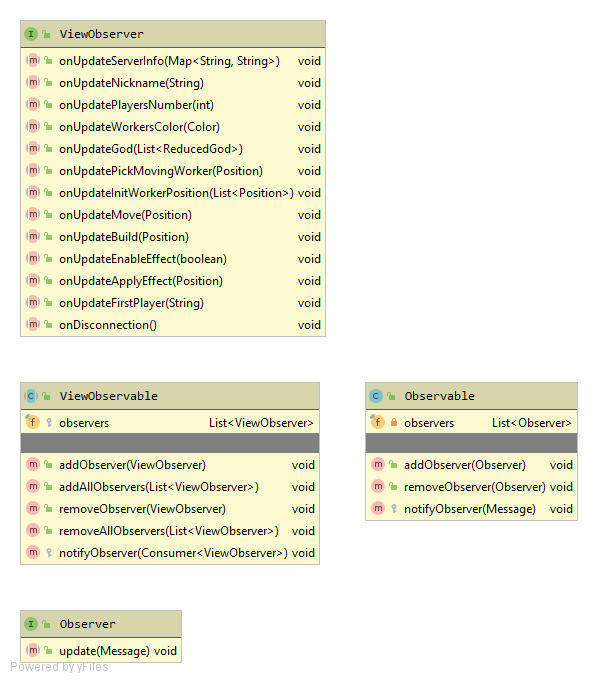 ViewObserver
onUpdateServerInfo(Map<String, String>) void
onUpdateNickname(String) void
onUpdatePlayersNumber(int) void
onUpdateWorkersColor(Color) void
onUpdateGod(List<ReducedGod>) void
onUpdatePickMovingWorker(Position) void
onUpdateInitWorkerPosition(List<Position>) void
onUpdateMove(Position) void
onUpdateBuild(Position) void
onUpdateEnableEffect(boolean) void
onUpdateApplyEffect(Position) void
onUpdateFirstPlayer(String) void
onDisconnection() void
ViewObservable
observers List<ViewObserver>
addObserver(ViewObserver) void
addAllObservers(List<ViewObserver>) void
removeObserver(ViewObserver) void
removeAllObservers(List<ViewObserver>) void
notifyObserver(Consumer<ViewObserver>) void
Observable
observers List<Observer>
addObserver(Observer) void
removeObserver(Observer) void
notifyObserver(Message) void
Observer
update(Message) void
Powered by yFiles